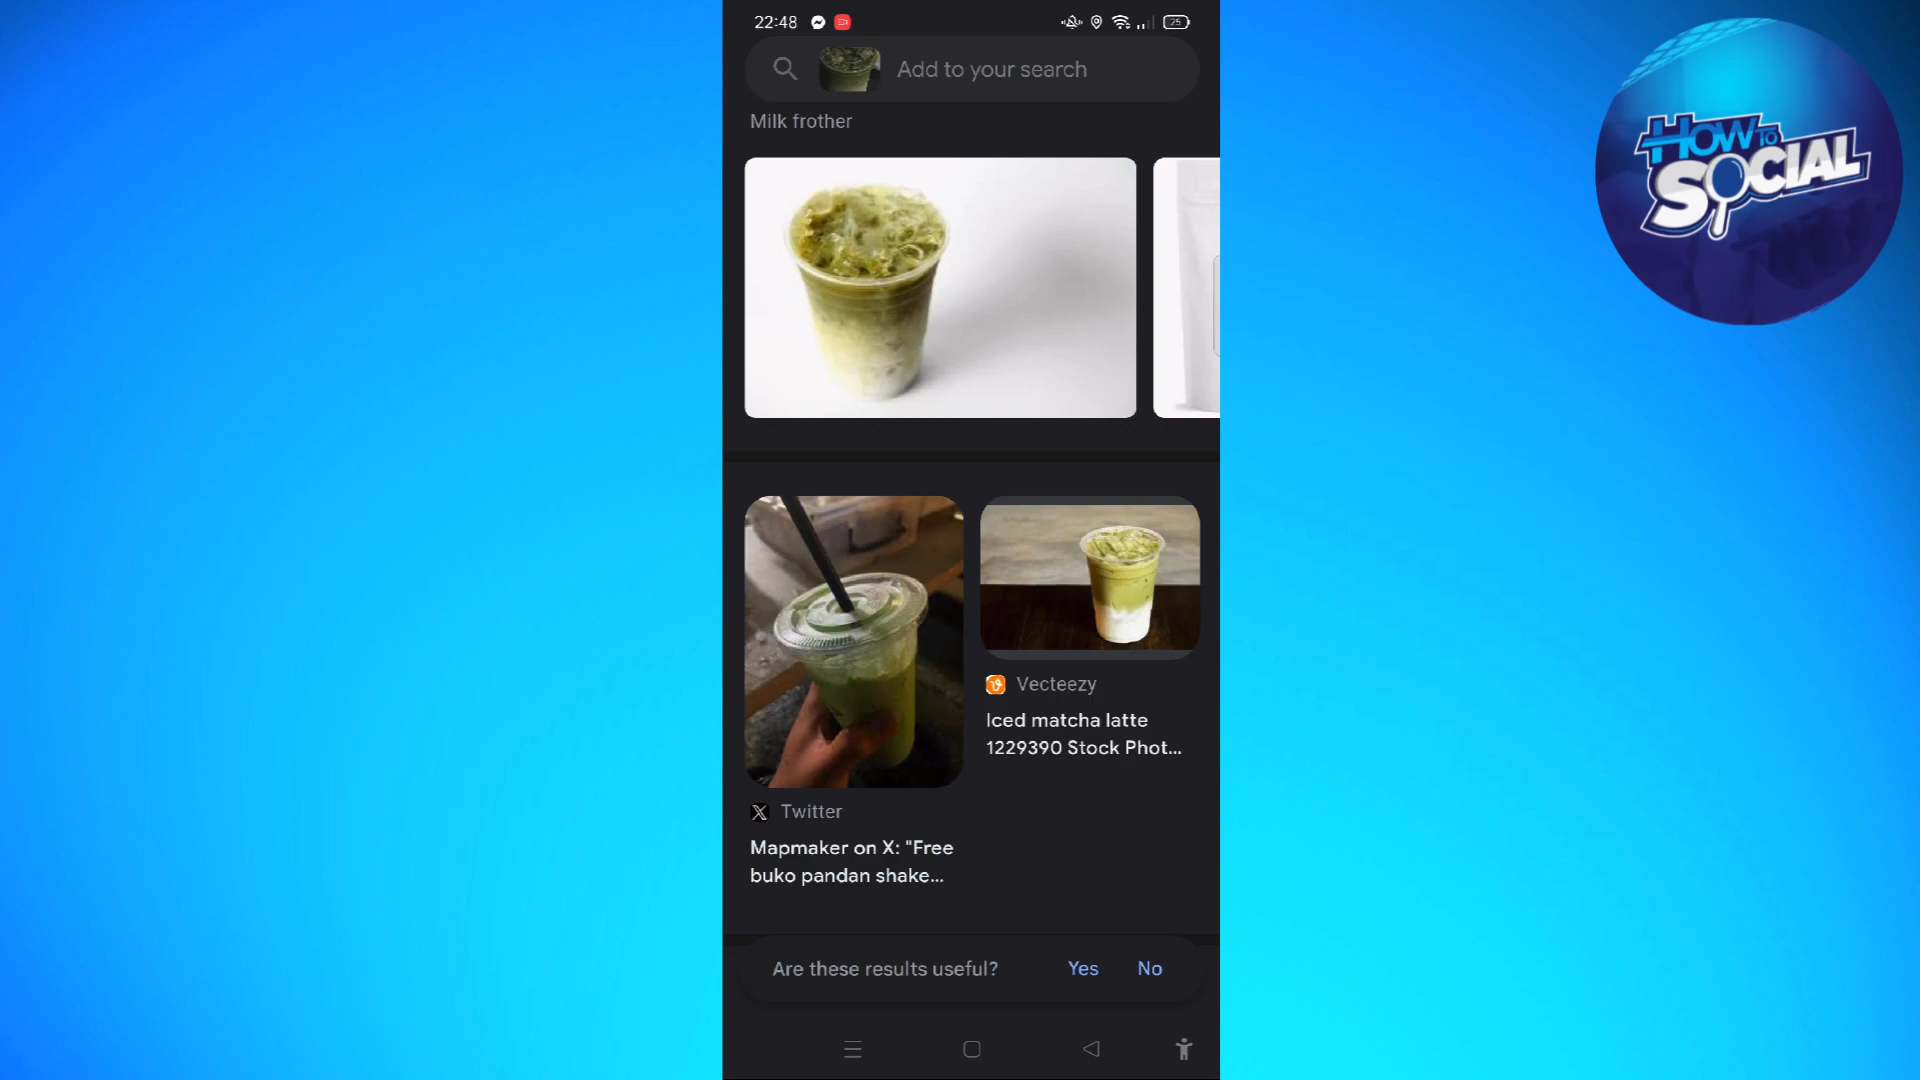 22:48
25
Add to your search
Milk frother
Vecteezy
Iced matcha latte
1229390 Stock Phot...
Twitter
Mapmaker on X: "Free
buko pandan shake...
Are these results useful?
Yes
No
HOW TO
SOCIAL